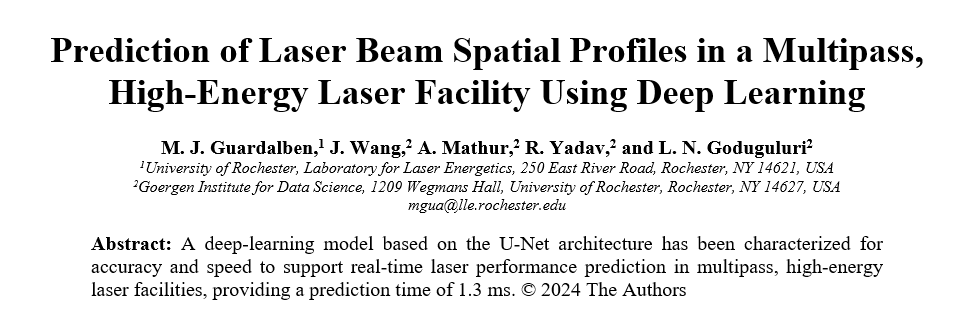 Prediction of Laser Beam Spatial Profiles in a Multipass,
High-Energy Laser Facility Using Deep Learning
M. J. Guardalben,¹ J. Wang,² A. Mathur,² R. Yadav,² and L. N. Goduguluri²
¹University of Rochester, Laboratory for Laser Energetics, 250 East River Road, Rochester, NY 14621, USA
²Goergen Institute for Data Science, 1209 Wegmans Hall, University of Rochester, Rochester, NY 14627, USA
mgua@lle.rochester.edu
Abstract: A deep-learning model based on the U-Net architecture has been characterized for
accuracy and speed to support real-time laser performance prediction in multipass, high-energy
laser facilities, providing a prediction time of 1.3 ms. © 2024 The Authors